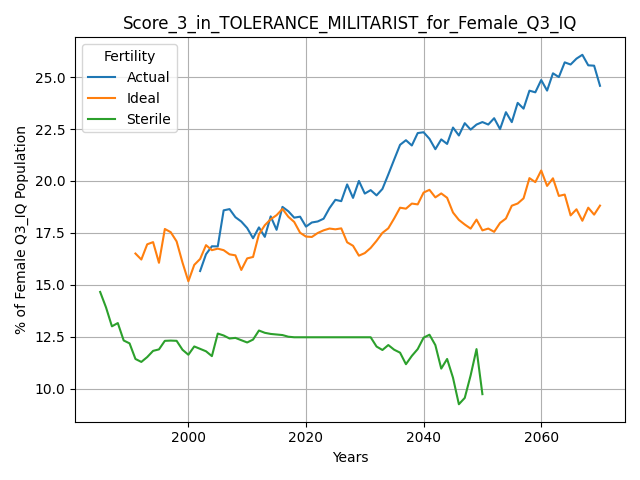 Score_3_in_TOLERANCE_MILITARIST_for_Female_Q3_IQ
Fertility
Actual
Ideal
Sterile
% of Female Q3_IQ Population
25.0
22.5
20.0
17.5
15.0
12.5
10.0
2000
2020
2040
2060
Years